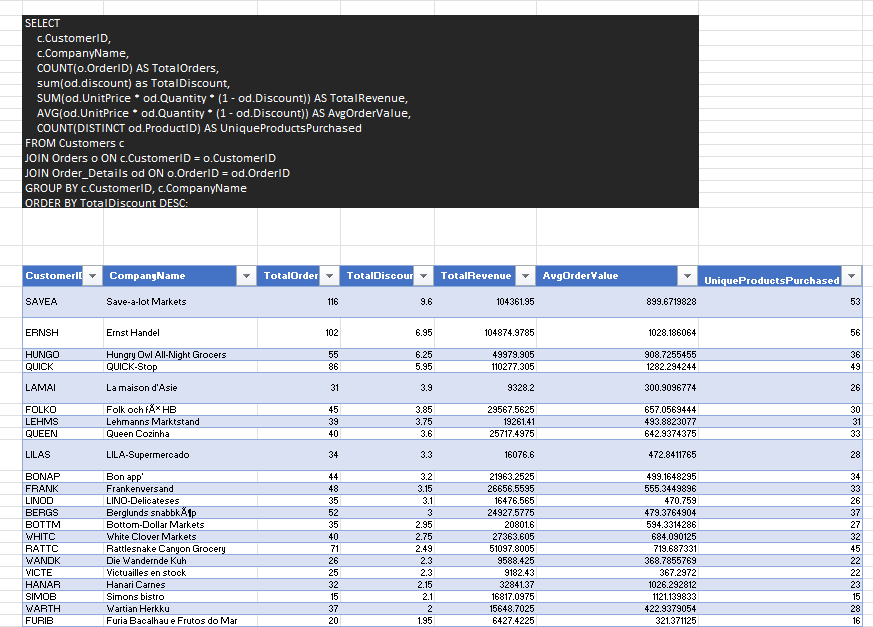 SELECT
c.CustomerID,
c.CompanyName,
COUNT(o.OrderID) AS TotalOrders,
sum(od.discount) as TotalDiscount,
SUM(od.UnitPrice * od.Quantity * (1 - od.Discount)) AS TotalRevenue,
AVG(od.UnitPrice * od.Quantity * (1 - od.Discount)) AS AvgOrderValue,
COUNT(DISTINCT od.ProductID) AS UniqueProductsPurchased
FROM Customers c
JOIN Orders o ON c.CustomerID = o.CustomerID
JOIN Order_Details od ON o.OrderID = od.OrderID
GROUP BY c.CustomerID, c.CompanyName
ORDER BY TotalDiscount DESC;
CustomerID CompanyName TotalOrder TotalDiscour TotalRevenue AvgOrderValue UniqueProductsPurchased
SAVEA Save-a-lot Markets 116 9.6 104361.95 899.6719828 53
ERNSH Ernst Handel 102 6.95 104874.9785 1028.186064 56
HUNGO Hungry Owl All-Night Grocers 55 6.25 49979.905 908.7255455 36
QUICK QUICK-Stop 86 5.95 110277.305 1282.294244 49
LAMAI La maison d'Asie 31 3.9 9328.2 300.9096774 26
FOLKO Folk och fÃ¤ HB 45 3.85 29567.5625 657.0569444 30
LEHMS Lehmanns Marktstand 39 3.75 19261.41 493.8823077 31
QUEEN Queen Cozinha 40 3.6 25717.4975 642.9374375 33
LILAS LILA-Supermercado 34 3.3 16076.6 472.8411765 28
BONAP Bon app' 44 3.2 21963.2525 499.1648295 34
FRANK Frankenversand 48 3.15 26656.5595 555.3449896 33
LINOD LINO-Delicateses 35 3.1 16476.565 470.759 26
BERGS Berglunds snabbkÃ¶p 52 3 24927.5775 479.3764904 37
BOTTM Bottom-Dollar Markets 35 2.95 20801.6 594.3314286 27
WHITC White Clover Markets 40 2.75 27363.605 684.090125 32
RATTC Rattlesnake Canyon Grocery 71 2.49 51097.8005 719.687331 45
WANDK Die Wandernde Kuh 26 2.3 9588.425 368.7855769 22
VICTE Victuailles en stock 25 2.3 9182.43 367.2972 22
HANAR Hanari Carnes 32 2.15 32841.37 1026.292812 23
SIMOB Simons bistro 15 2.1 16817.0975 1121.139833 15
WARTH Wartian Herkku 37 2 15648.7025 422.9379054 28
FURIB Furia Bacalhau e Frutos do Mar 20 1.95 6427.4225 321.371125 16